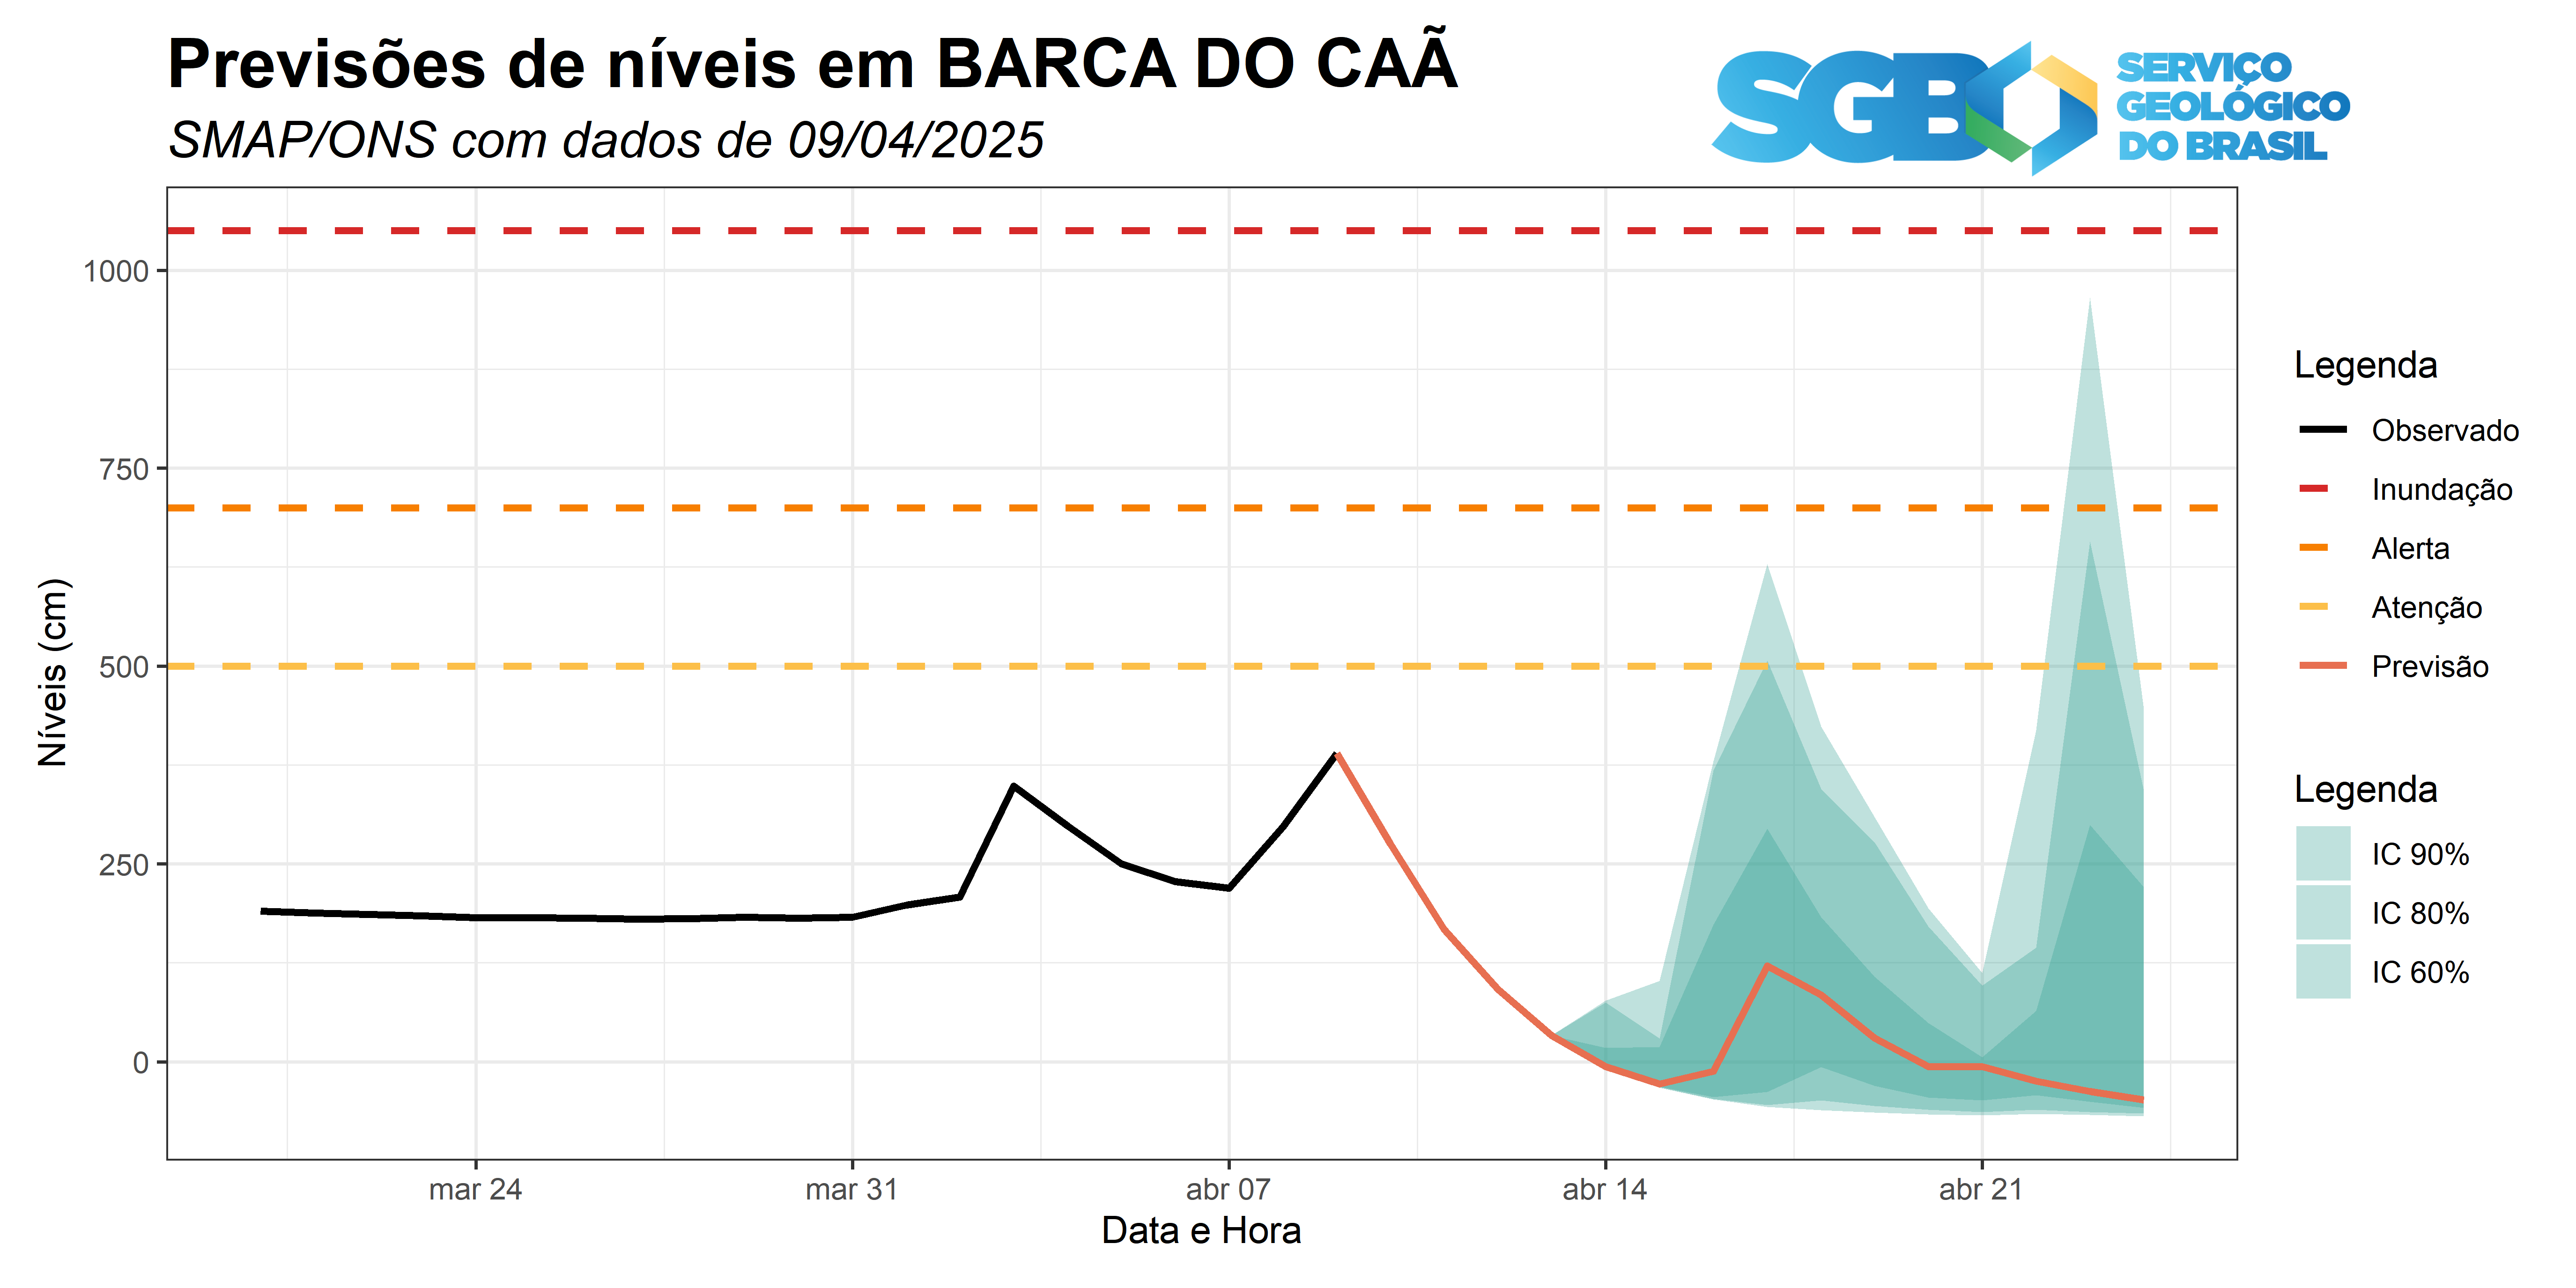 Previsões de níveis em BARCA DO CAÃ
SMAP/ONS com dados de 09/04/2025
SGB
SERVIÇO
GEOLÓGICO
DO BRASIL
1000
750
500
250
0
Níveis (cm)
mar 24
mar 31
abr 07
abr 14
abr 21
Data e Hora
Legenda
Observado
Inundação
Alerta
Atenção
Previsão
Legenda
IC 90%
IC 80%
IC 60%